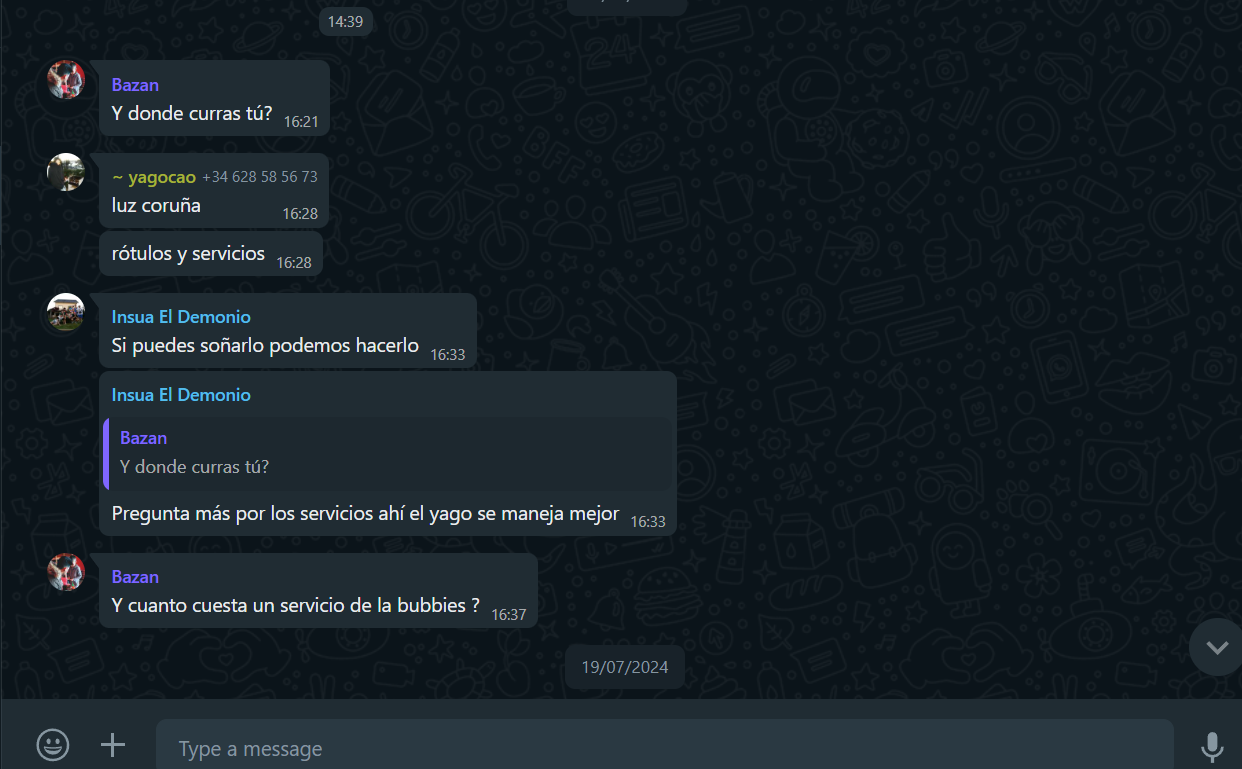 14:39
Bazan
Y donde curras tú? 16:21
~ yagocao +34 628 58 56 73
luz coruña 16:28
rótulos y servicios 16:28
Insua El Demonio
Si puedes soñarlo podemos hacerlo 16:33
Insua El Demonio
Bazan
Y donde curras tú?
Pregunta más por los servicios ahí el yago se maneja mejor 16:33
Bazan
Y cuanto cuesta un servicio de la bubbies ? 16:37
19/07/2024
Type a message